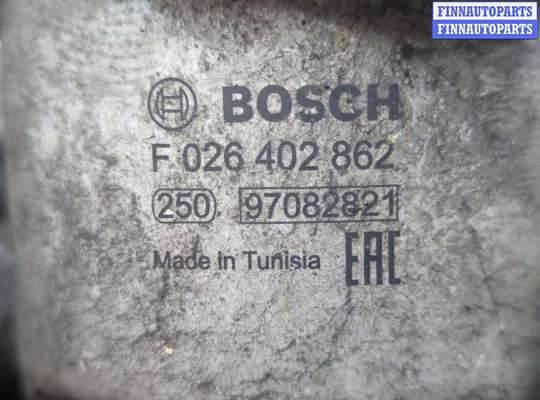 FINNAUTOPARTS
FINNAUTOPARTS
BOSCH
F 026 402 862
250 97082821
Made In Tunisia EAC